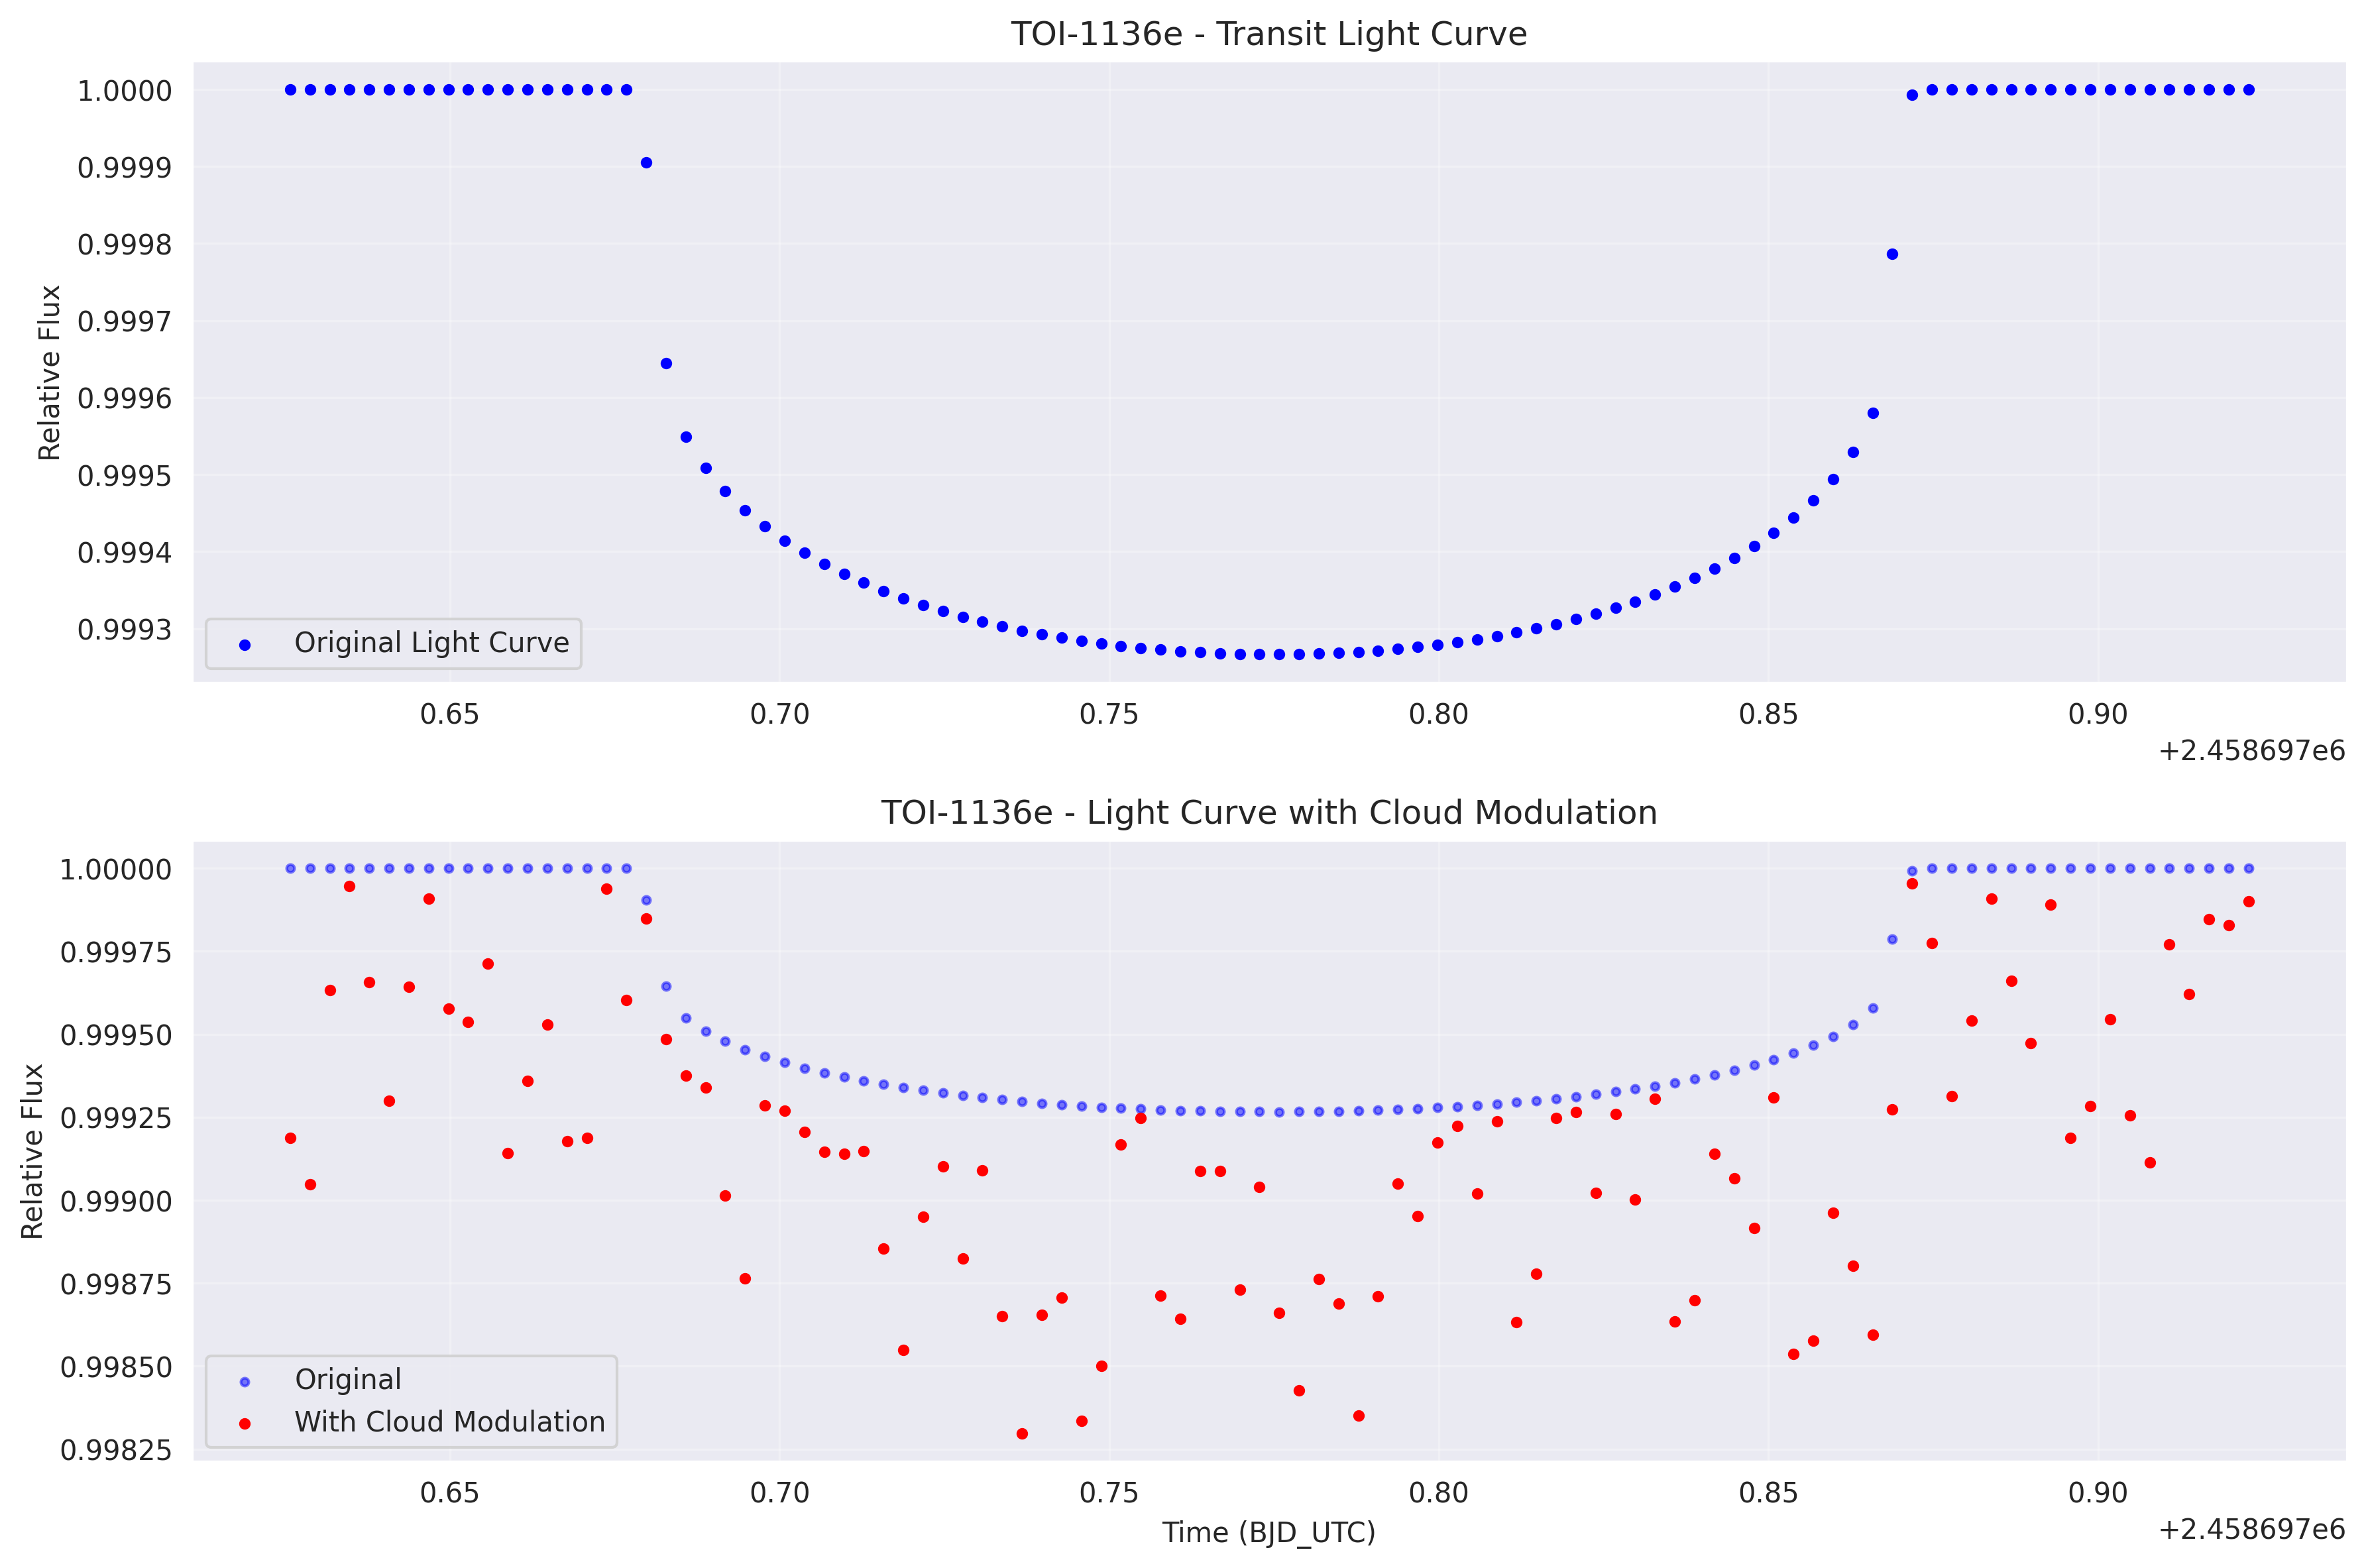 TOI-1136e - Transit Light Curve
Relative Flux
1.0000
0.9999
0.9998
0.9997
0.9996
0.9995
0.9994
0.9993
Original Light Curve
0.65 0.70 0.75 0.80 0.85 0.90
+2.458697e6
TOI-1136e - Light Curve with Cloud Modulation
Relative Flux
1.00000
0.99975
0.99950
0.99925
0.99900
0.99875
0.99850
0.99825
Original
With Cloud Modulation
0.65 0.70 0.75 0.80 0.85 0.90
Time (BJD_UTC)
+2.458697e6